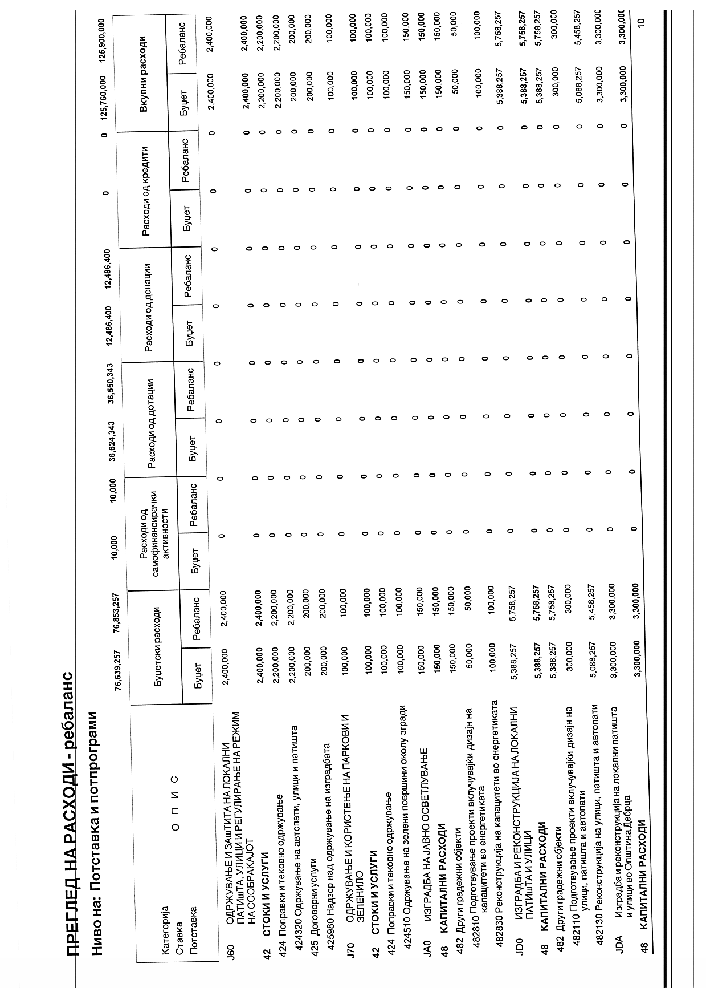 ПРЕГЛЕД НА РАСХОДИ - ребаланс
Ниво на: Потставка и потпрограми
76,639,257 76,853,257 10,000 10,000 36,624,343 36,550,343 12,486,400 12,486,400 0 0 125,760,000 125,900,000
Категорија
Ставка
Потставка
О П И С
Буџетски расходи
Расходи од
самофинансирачки
активности
Расходи од дотации
Расходи од донации
Расходи од кредити
Вкупни расходи
Буџет Ребаланс Буџет Ребаланс Буџет Ребаланс Буџет Ребаланс Буџет Ребаланс Буџет Ребаланс
J60 ОДРЖУВАЊЕ И ЗАШТИТА НА ЛОКАЛНИ 2,400,000 2,400,000 0 0 0 0 0 0 0 0 2,400,000 2,400,000
ПАТИШТА, УЛИЦИ И РЕГУЛИРАЊЕ НА РЕЖИМ
НА СООБРАКАЈОТ
42 СТОКИ И УСЛУГИ 2,400,000 2,400,000 0 0 0 0 0 0 0 0 2,400,000 2,400,000
424 Поправки и тековно одржување 2,200,000 2,200,000 0 0 0 0 0 0 0 0 2,200,000 2,200,000
424320 Одржување на автопати, улици и патишта 2,200,000 2,200,000 0 0 0 0 0 0 0 0 2,200,000 2,200,000
425 Договорни услуги 200,000 200,000 0 0 0 0 0 0 0 0 200,000 200,000
425980 Надзор над одржување на изградбата 200,000 200,000 0 0 0 0 0 0 0 0 200,000 200,000
J70 ОДРЖУВАЊЕ И КОРИСТЕЊЕ НА ПАРКОВИ И 100,000 100,000 0 0 0 0 0 0 0 0 100,000 100,000
ЗЕЛЕНИЛО
42 СТОКИ И УСЛУГИ 100,000 100,000 0 0 0 0 0 0 0 0 100,000 100,000
424 Поправки и тековно одржување 100,000 100,000 0 0 0 0 0 0 0 0 100,000 100,000
424510 Одржување на зелени површини околу згради 100,000 100,000 0 0 0 0 0 0 0 0 100,000 100,000
JA0 ИЗГРАДБА НА ЈАВНО ОСВЕТЛУВАЊЕ 150,000 150,000 0 0 0 0 0 0 0 0 150,000 150,000
48 КАПИТАЛНИ РАСХОДИ 150,000 150,000 0 0 0 0 0 0 0 0 150,000 150,000
482 Други градежни објекти 150,000 150,000 0 0 0 0 0 0 0 0 150,000 150,000
482810 Подготвување проекти вклучувајќи дизајн на 50,000 50,000 0 0 0 0 0 0 0 0 50,000 50,000
капацитети во енергетиката
482830 Реконструкција на капацитети во енергетиката 100,000 100,000 0 0 0 0 0 0 0 0 100,000 100,000
JD0 ИЗГРАДБА И РЕКОНСТРУКЦИЈА НА ЛОКАЛНИ 5,388,257 5,758,257 0 0 0 0 0 0 0 0 5,388,257 5,758,257
ПАТИШТА И УЛИЦИ
48 КАПИТАЛНИ РАСХОДИ 5,388,257 5,758,257 0 0 0 0 0 0 0 0 5,388,257 5,758,257
482 Други градежни објекти 5,388,257 5,758,257 0 0 0 0 0 0 0 0 5,388,257 5,758,257
482110 Подготвување проекти вклучувајќи дизајн на 300,000 300,000 0 0 0 0 0 0 0 0 300,000 300,000
улици, патишта и автопати
482130 Реконструкција на улици, патишта и автопати 5,088,257 5,458,257 0 0 0 0 0 0 0 0 5,088,257 5,458,257
JDA Изградба и реконструкција на локални патишта 3,300,000 3,300,000 0 0 0 0 0 0 0 0 3,300,000 3,300,000
и улици во Општина Дебрца
48 КАПИТАЛНИ РАСХОДИ 3,300,000 3,300,000 0 0 0 0 0 0 0 0 3,300,000 3,300,000
10